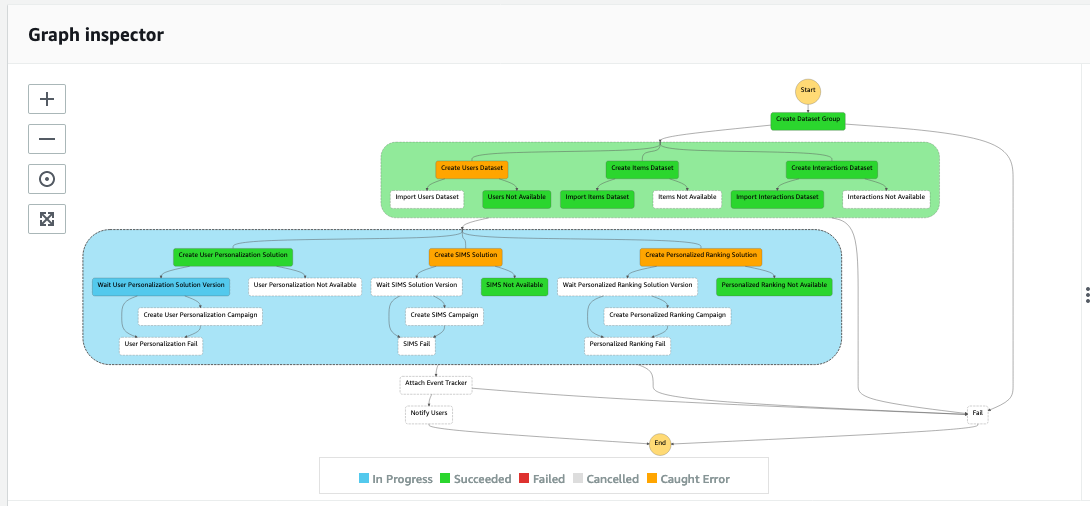 Graph inspector
Start
Create Dataset Group
Create Users Dataset
Create Items Dataset
Create Interactions Dataset
Import Users Dataset
Users Not Available
Import Items Dataset
Items Not Available
Import Interactions Dataset
Interactions Not Available
Create User Personalization Solution
Create SIMS Solution
Create Personalized Ranking Solution
Wait User Personalization Solution Version
User Personalization Not Available
Wait SIMS Solution Version
SIMS Not Available
Wait Personalized Ranking Solution Version
Personalized Ranking Not Available
Create User Personalization Campaign
Create SIMS Campaign
Create Personalized Ranking Campaign
User Personalization Fail
SIMS Fail
Personalized Ranking Fail
Attach Event Tracker
Notify Users
Fail
End
In Progress
Succeeded
Failed
Cancelled
Caught Error